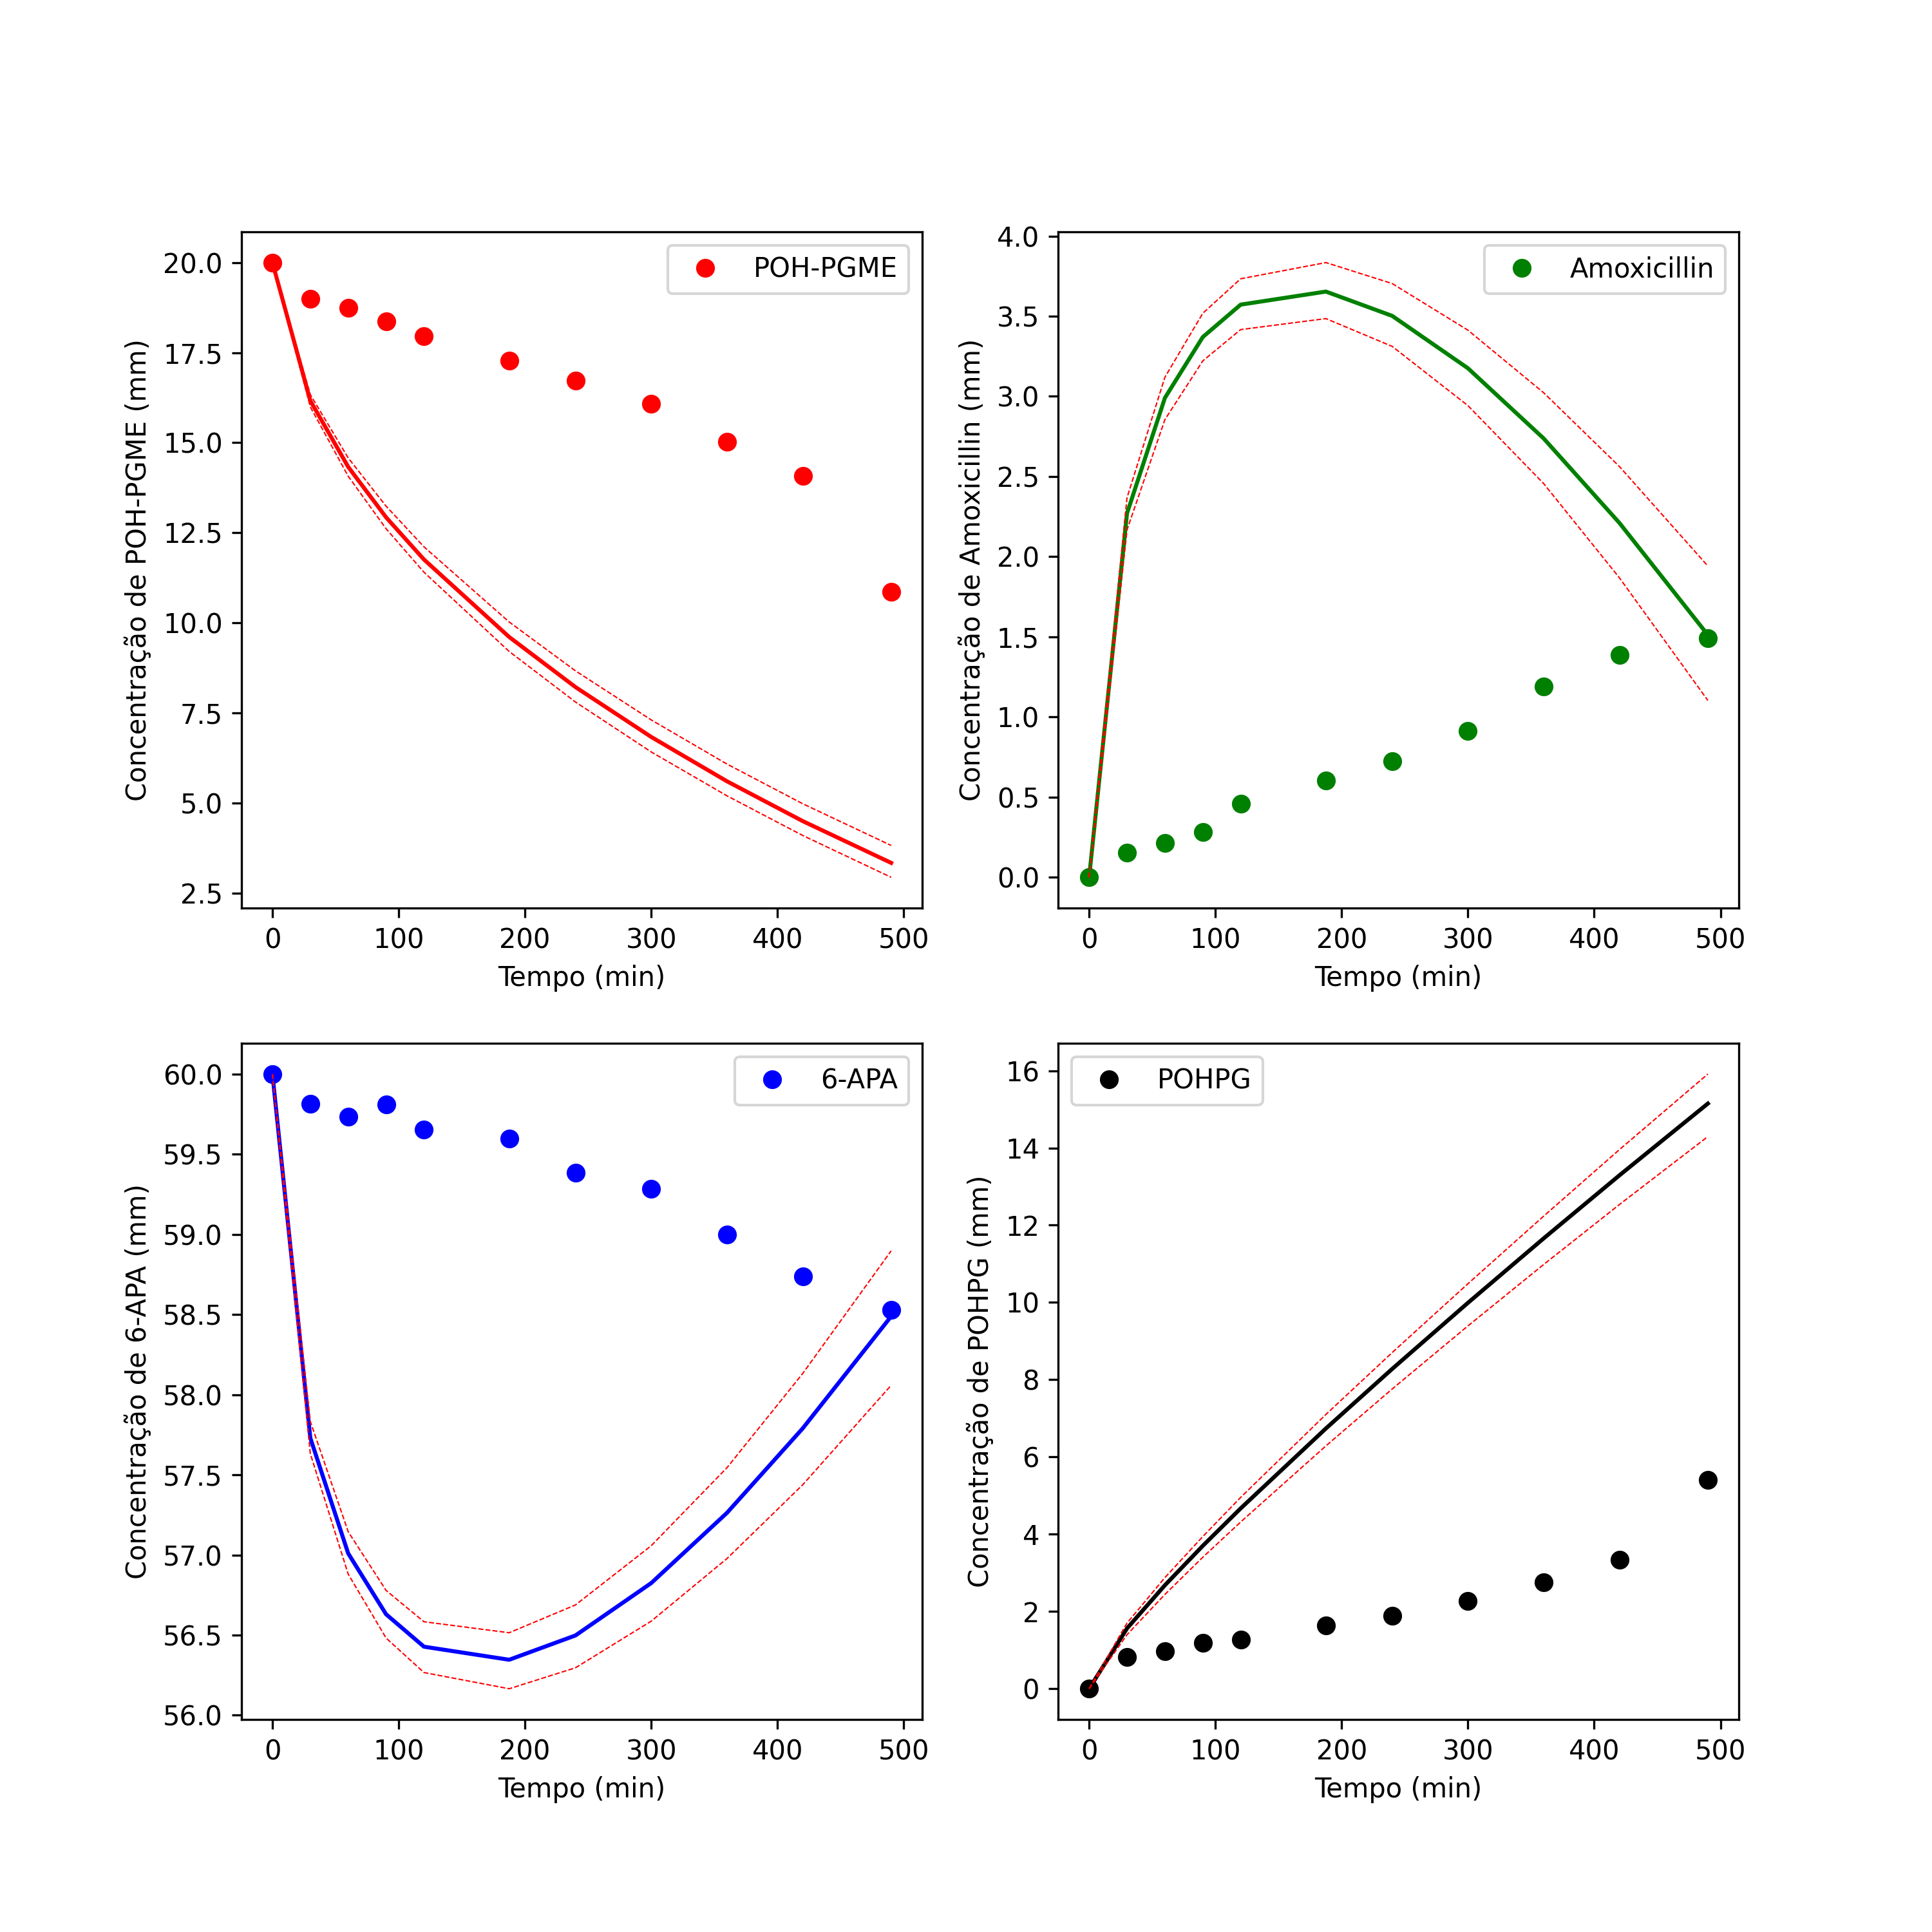 POH-PGME
Concentração de POH-PGME (mm)
20.0
17.5
15.0
12.5
10.0
7.5
5.0
2.5
0 100 200 300 400 500
Tempo (min)
Amoxicillin
Concentração de Amoxicillin (mm)
4.0
3.5
3.0
2.5
2.0
1.5
1.0
0.5
0.0
0 100 200 300 400 500
Tempo (min)
6-APA
Concentração de 6-APA (mm)
60.0
59.5
59.0
58.5
58.0
57.5
57.0
56.5
56.0
0 100 200 300 400 500
Tempo (min)
POHPG
Concentração de POHPG (mm)
16
14
12
10
8
6
4
2
0
0 100 200 300 400 500
Tempo (min)